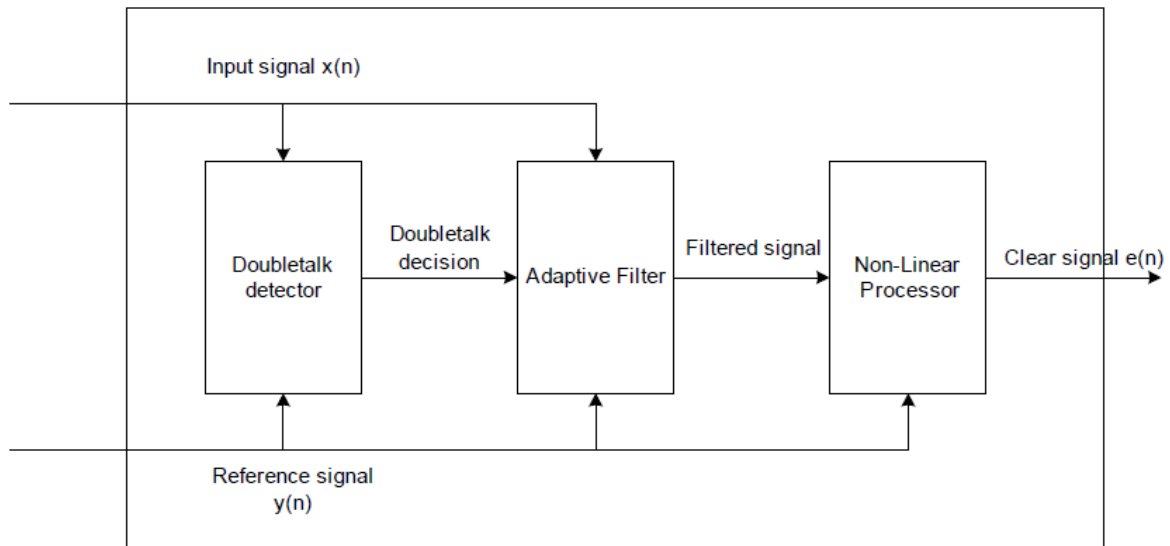 Input signal x(n)
Doubletalk
detector
Doubletalk
decision
Adaptive Filter
Filtered signal
Non-Linear
Processor
Clear signal e(n)
Reference signal
y(n)